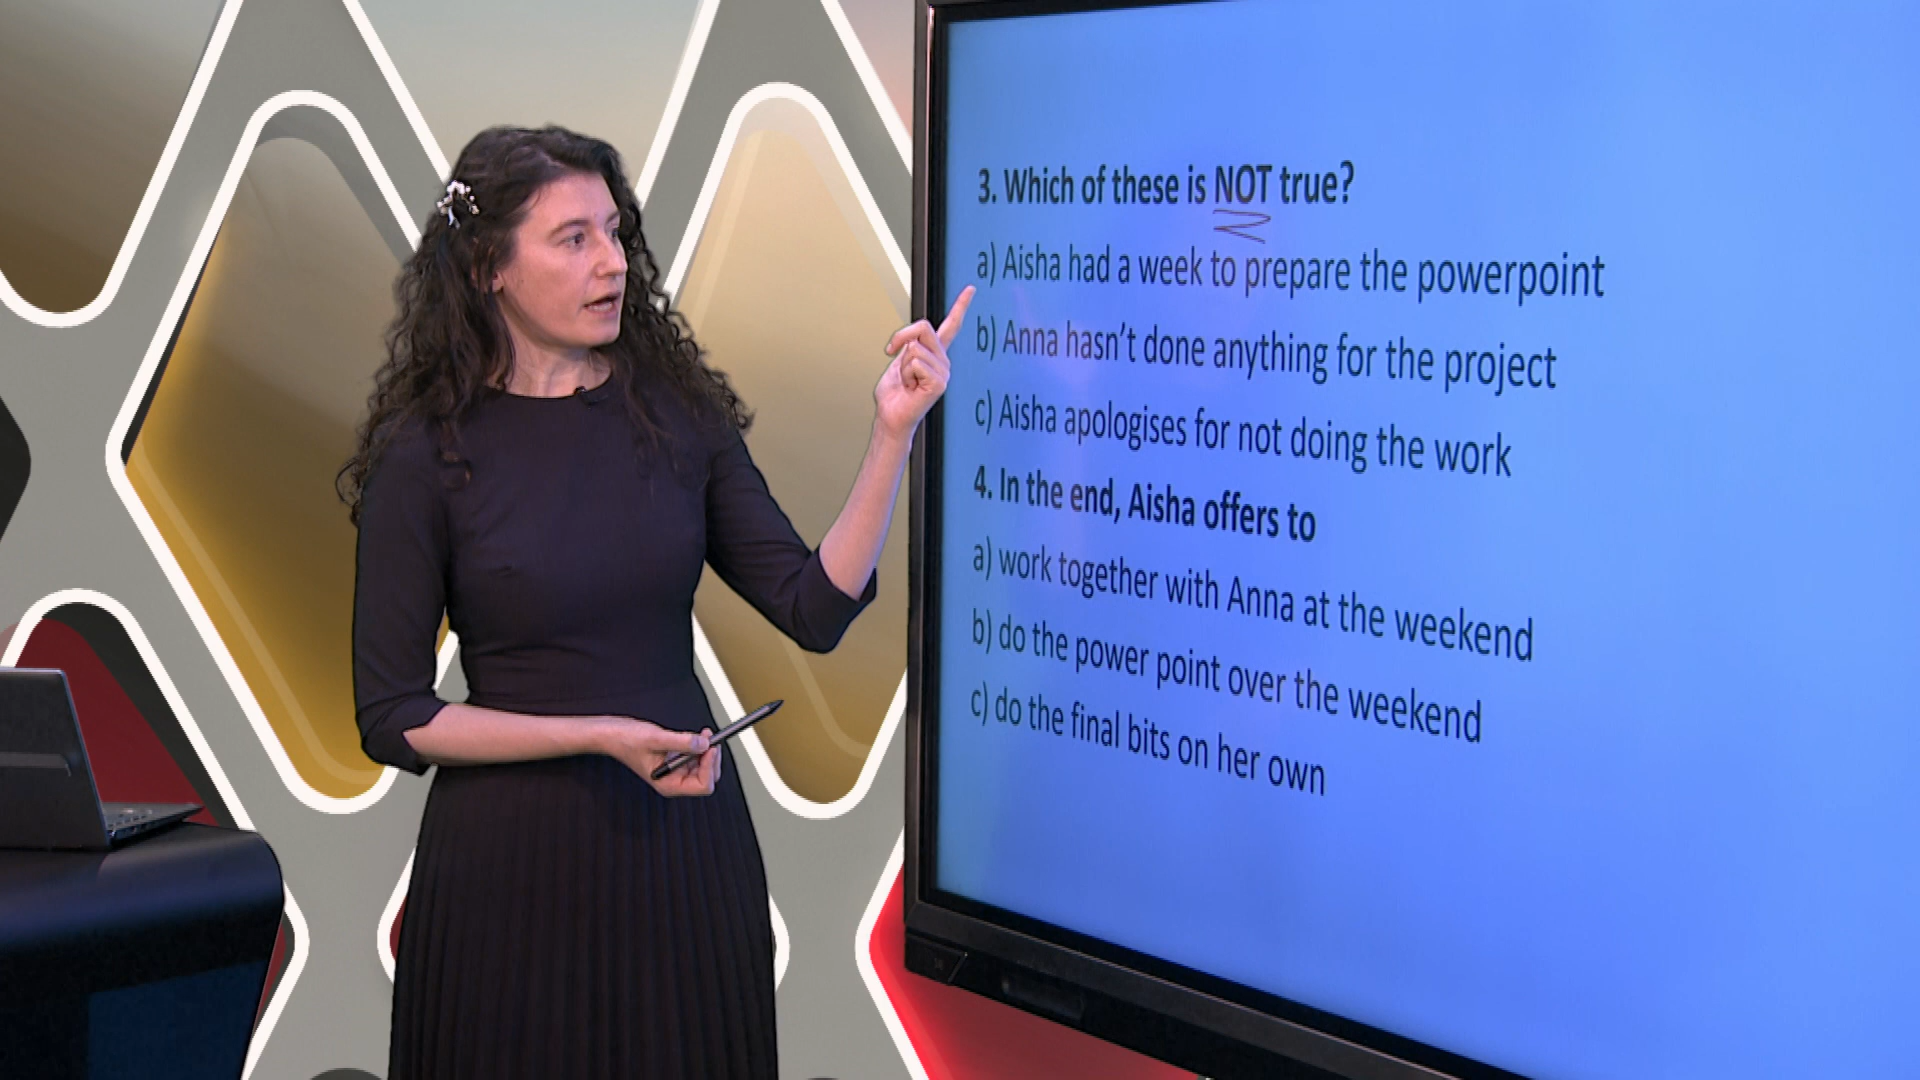 3. Which of these is NOT true?
a) Aisha had a week to prepare the powerpoint
b) Anna hasn't done anything for the project
c) Aisha apologises for not doing the work
4. In the end, Aisha offers to
a) work together with Anna at the weekend
b) do the power point over the weekend
c) do the final bits on her own